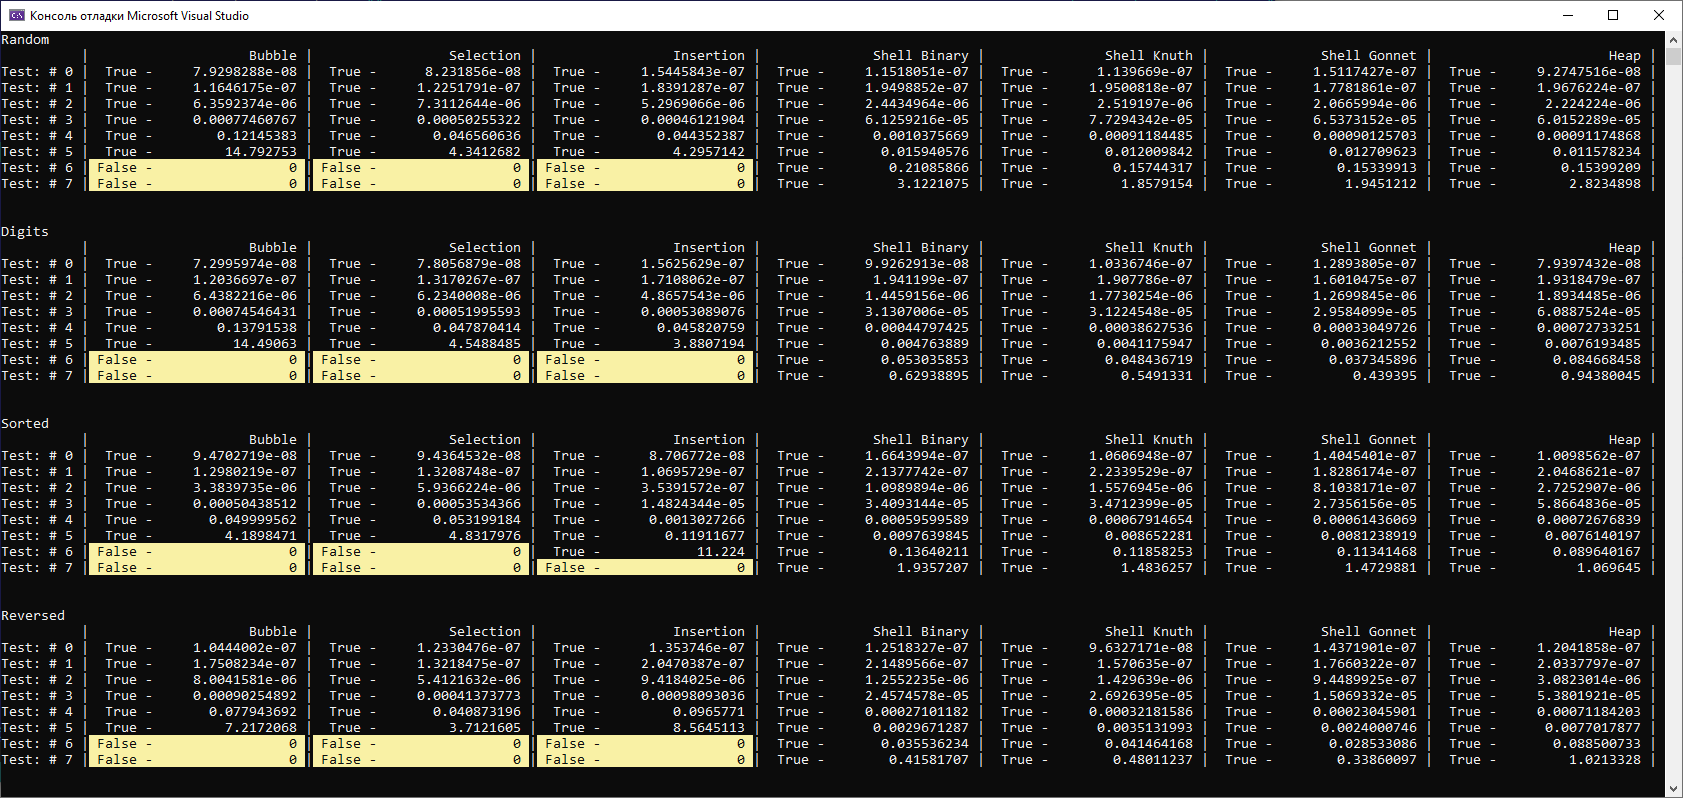 Консоль отладки Microsoft Visual Studio
Random
| Bubble | Selection | Insertion | Shell Binary | Shell Knuth | Shell Gonnet | Heap |
Test: # 0 | True - 7.9298288e-08 | True - 8.231856e-08 | True - 1.5445843e-07 | True - 1.1518051e-07 | True - 1.139669e-07 | True - 1.5117427e-07 | True - 9.2747516e-08 |
Test: # 1 | True - 1.1646175e-07 | True - 1.2251791e-07 | True - 1.8391287e-07 | True - 1.9498852e-07 | True - 1.9500818e-07 | True - 1.7781861e-07 | True - 1.9676224e-07 |
Test: # 2 | True - 6.3592374e-06 | True - 7.3112644e-06 | True - 5.2969066e-06 | True - 2.4434964e-06 | True - 2.519197e-06 | True - 2.0665994e-06 | True - 2.224224e-06 |
Test: # 3 | True - 0.00077460767 | True - 0.00050255322 | True - 0.00046121904 | True - 6.1259216e-05 | True - 7.7294342e-05 | True - 6.5373152e-05 | True - 6.0152289e-05 |
Test: # 4 | True - 0.12145383 | True - 0.046560636 | True - 0.044352387 | True - 0.0010375669 | True - 0.00091184485 | True - 0.00090125703 | True - 0.00091174868 |
Test: # 5 | True - 14.792753 | True - 4.3412682 | True - 4.2957142 | True - 0.015940576 | True - 0.012009842 | True - 0.012709623 | True - 0.011578234 |
Test: # 6 | False - 0 | False - 0 | False - 0 | True - 0.21085866 | True - 0.15744317 | True - 0.15339913 | True - 0.15399209 |
Test: # 7 | False - 0 | False - 0 | False - 0 | True - 3.1221075 | True - 1.8579154 | True - 1.9451212 | True - 2.8234898 |
Digits
| Bubble | Selection | Insertion | Shell Binary | Shell Knuth | Shell Gonnet | Heap |
Test: # 0 | True - 7.2995974e-08 | True - 7.8056879e-08 | True - 1.5625629e-07 | True - 9.9262913e-08 | True - 1.0336746e-07 | True - 1.2893805e-07 | True - 7.9397432e-08 |
Test: # 1 | True - 1.2036697e-07 | True - 1.3170267e-07 | True - 1.7108062e-07 | True - 1.941199e-07 | True - 1.907786e-07 | True - 1.6010475e-07 | True - 1.9318479e-07 |
Test: # 2 | True - 6.4382216e-06 | True - 6.2340008e-06 | True - 4.8657543e-06 | True - 1.4459156e-06 | True - 1.7730254e-06 | True - 1.2699845e-06 | True - 1.8934485e-06 |
Test: # 3 | True - 0.00074546431 | True - 0.00051995593 | True - 0.00053089076 | True - 3.1307006e-05 | True - 3.1224548e-05 | True - 2.9584099e-05 | True - 6.0887524e-05 |
Test: # 4 | True - 0.13791538 | True - 0.047870414 | True - 0.045820759 | True - 0.00044797425 | True - 0.00038627536 | True - 0.00033049726 | True - 0.00072733251 |
Test: # 5 | True - 14.49063 | True - 4.5488485 | True - 3.8807194 | True - 0.004763889 | True - 0.0041175947 | True - 0.0036212552 | True - 0.0076193485 |
Test: # 6 | False - 0 | False - 0 | False - 0 | True - 0.053035853 | True - 0.048436719 | True - 0.037345896 | True - 0.084668458 |
Test: # 7 | False - 0 | False - 0 | False - 0 | True - 0.62938895 | True - 0.5491331 | True - 0.439395 | True - 0.94380045 |
Sorted
| Bubble | Selection | Insertion | Shell Binary | Shell Knuth | Shell Gonnet | Heap |
Test: # 0 | True - 9.4702719e-08 | True - 9.4364532e-08 | True - 8.706772e-08 | True - 1.6643994e-07 | True - 1.0606948e-07 | True - 1.4045401e-07 | True - 1.0098562e-07 |
Test: # 1 | True - 1.2980219e-07 | True - 1.3208748e-07 | True - 1.0695729e-07 | True - 2.1377742e-07 | True - 2.2339529e-07 | True - 1.8286174e-07 | True - 2.0468621e-07 |
Test: # 2 | True - 3.3839735e-06 | True - 5.9366224e-06 | True - 3.5391572e-07 | True - 1.0989894e-06 | True - 1.5576945e-06 | True - 8.1038171e-07 | True - 2.7252907e-06 |
Test: # 3 | True - 0.00050438512 | True - 0.00053534366 | True - 1.4824344e-05 | True - 3.4093144e-05 | True - 3.4712399e-05 | True - 2.7356156e-05 | True - 5.8664836e-05 |
Test: # 4 | True - 0.049999562 | True - 0.053199184 | True - 0.0013027266 | True - 0.00059599589 | True - 0.00067914654 | True - 0.00061436069 | True - 0.00072676839 |
Test: # 5 | True - 4.1898471 | True - 4.8317976 | True - 0.11911677 | True - 0.0097639845 | True - 0.008652281 | True - 0.0081238919 | True - 0.0076140197 |
Test: # 6 | False - 0 | False - 0 | True - 11.224 | True - 0.13640211 | True - 0.11858253 | True - 0.11341468 | True - 0.089640167 |
Test: # 7 | False - 0 | False - 0 | False - 0 | True - 1.9357207 | True - 1.4836257 | True - 1.4729881 | True - 1.069645 |
Reversed
| Bubble | Selection | Insertion | Shell Binary | Shell Knuth | Shell Gonnet | Heap |
Test: # 0 | True - 1.0444002e-07 | True - 1.2330476e-07 | True - 1.353746e-07 | True - 1.2518327e-07 | True - 9.6327171e-08 | True - 1.4371901e-07 | True - 1.2041858e-07 |
Test: # 1 | True - 1.7508234e-07 | True - 1.3218475e-07 | True - 2.0470387e-07 | True - 2.1489566e-07 | True - 1.570635e-07 | True - 1.7660322e-07 | True - 2.0337797e-07 |
Test: # 2 | True - 8.0041581e-06 | True - 5.4121632e-06 | True - 9.4184025e-06 | True - 1.2552235e-06 | True - 1.429639e-06 | True - 9.4489925e-07 | True - 3.0823014e-06 |
Test: # 3 | True - 0.00090254892 | True - 0.00041373773 | True - 0.00098093036 | True - 2.4574578e-05 | True - 2.6926395e-05 | True - 1.5069332e-05 | True - 5.3801921e-05 |
Test: # 4 | True - 0.077943692 | True - 0.040873196 | True - 0.0965771 | True - 0.00027101182 | True - 0.00032181586 | True - 0.00023045901 | True - 0.00071184203 |
Test: # 5 | True - 7.2172068 | True - 3.7121605 | True - 8.5645113 | True - 0.0029671287 | True - 0.0035131993 | True - 0.0024000746 | True - 0.0077017877 |
Test: # 6 | False - 0 | False - 0 | False - 0 | True - 0.035536234 | True - 0.041464168 | True - 0.028533086 | True - 0.088500733 |
Test: # 7 | False - 0 | False - 0 | False - 0 | True - 0.41581707 | True - 0.48011237 | True - 0.33860097 | True - 1.0213328 |